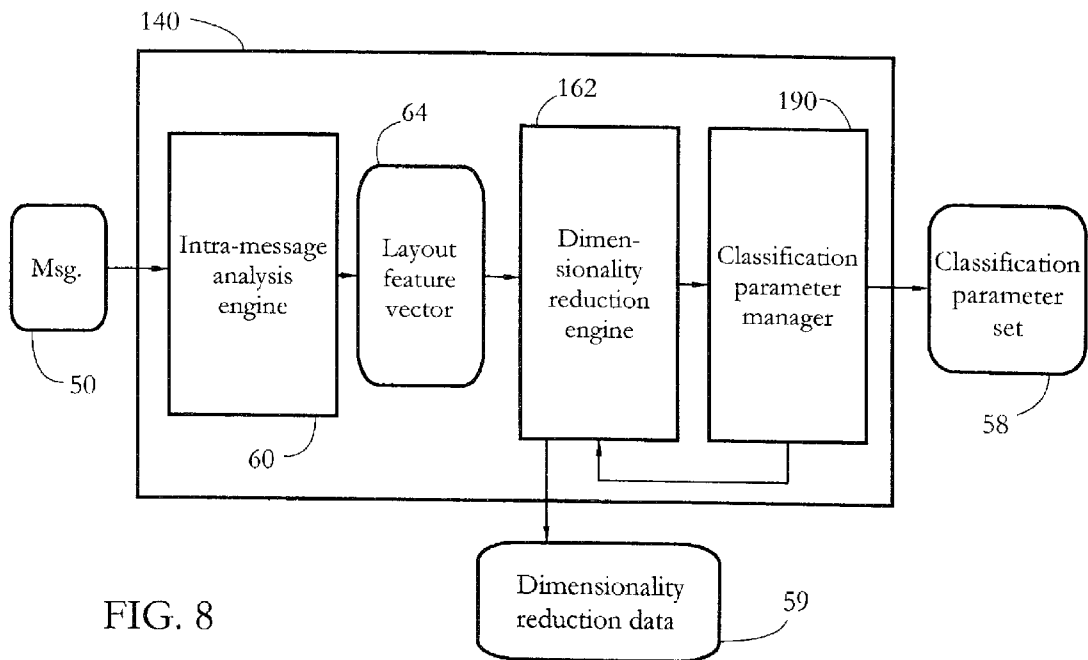 140
162
190
64
Msg.
Intra-message
analysis
engine
Layout
feature
vector
Dimen-
sionality
reduction
engine
Classification
parameter
manager
Classification
parameter
set
50
60
58
Dimensionality
reduction data
59
FIG. 8